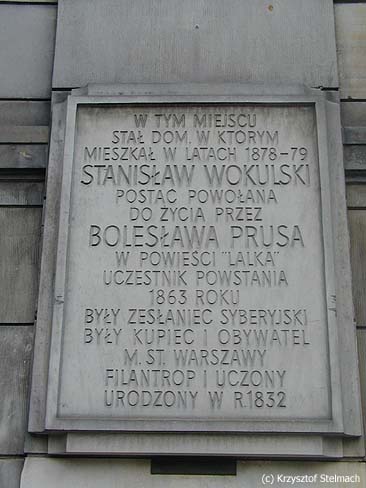 W TYM MIEJSCU
STAŁ DOM, W KTÓRYM
MIESZKAŁ W LATACH 1878-79
STANISŁAW WOKULSKI
POSTAĆ POWOŁANA
DO ŻYCIA PRZEZ
BOLESŁAWA PRUSA
W POWIEŚCI "LALKA"
UCZESTNIK POWSTANIA
1863 ROKU
BYŁY ZESŁANIEC SYBERYJSKI
BYŁY KUPIEC I OBYWATEL
M. ST. WARSZAWY
FILANTROP I UCZONY
URODZONY W R.1832
(c) Krzysztof Stelmach